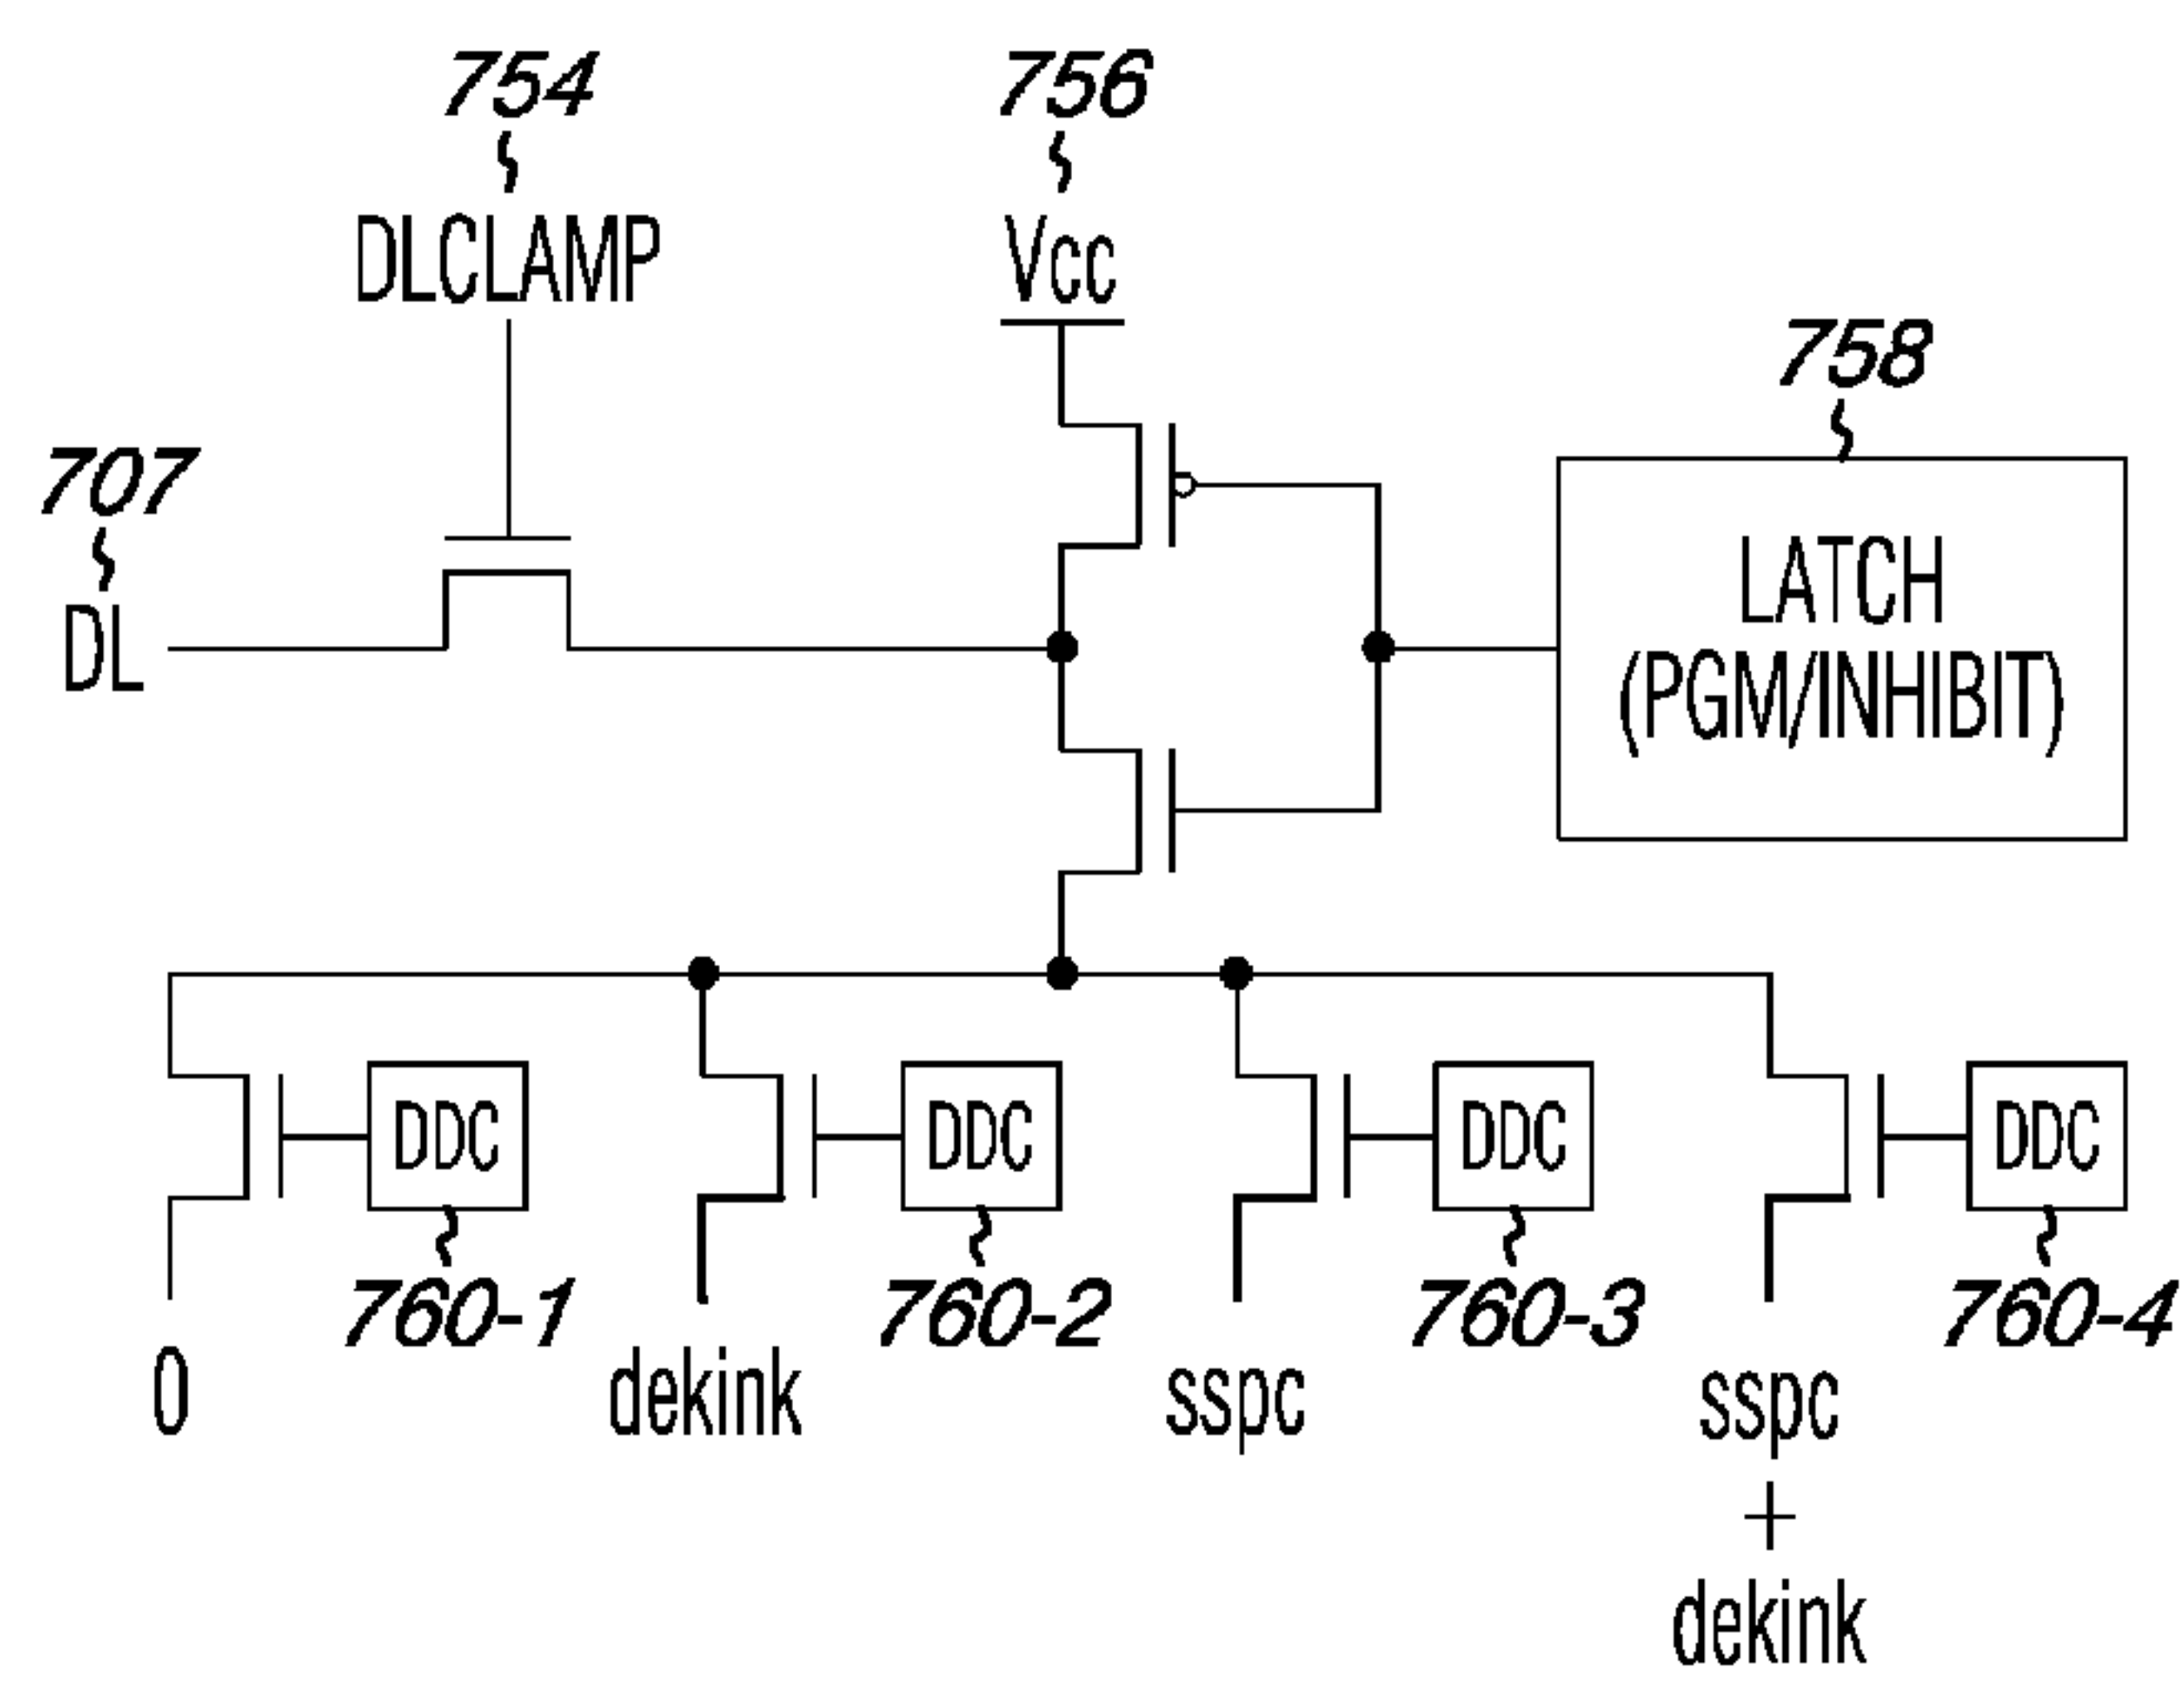 754
756
DLCLAMP
Vcc
758
707
DL
LATCH
(PGM/INHIBIT)
DDC
DDC
DDC
DDC
760-1
760-2
760-3
760-4
0
dekink
sspc
sspc
+
dekink